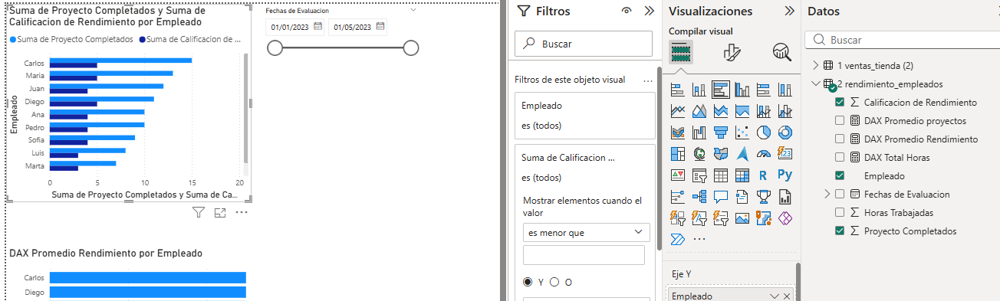 Suma de Proyecto Completados y Suma de
Calificacion de Rendimiento por Empleado
Suma de Proyecto Completados
Suma de Calificacion de ...
Empleado
Carlos
Maria
Juan
Diego
Ana
Pedro
Sofia
Luis
Marta
0
5
10
15
20
Suma de Proyecto Completados y Suma de Ca...
DAX Promedio Rendimiento por Empleado
Carlos
Diego
Fechas de Evaluacion
01/01/2023
01/05/2023
Filtros
Buscar
Filtros de este objeto visual
Empleado
es (todos)
Suma de Calificacion ...
es (todos)
Mostrar elementos cuando el
valor
es menor que
Y
O
Visualizaciones
Compilar visual
123
R
Py
Eje Y
Empleado
Datos
Buscar
1 ventas_tienda (2)
2 rendimiento_empleados
Calificacion de Rendimiento
DAX Promedio proyectos
DAX Promedio Rendimiento
DAX Total Horas
Empleado
Fechas de Evaluacion
Horas Trabajadas
Proyecto Completados